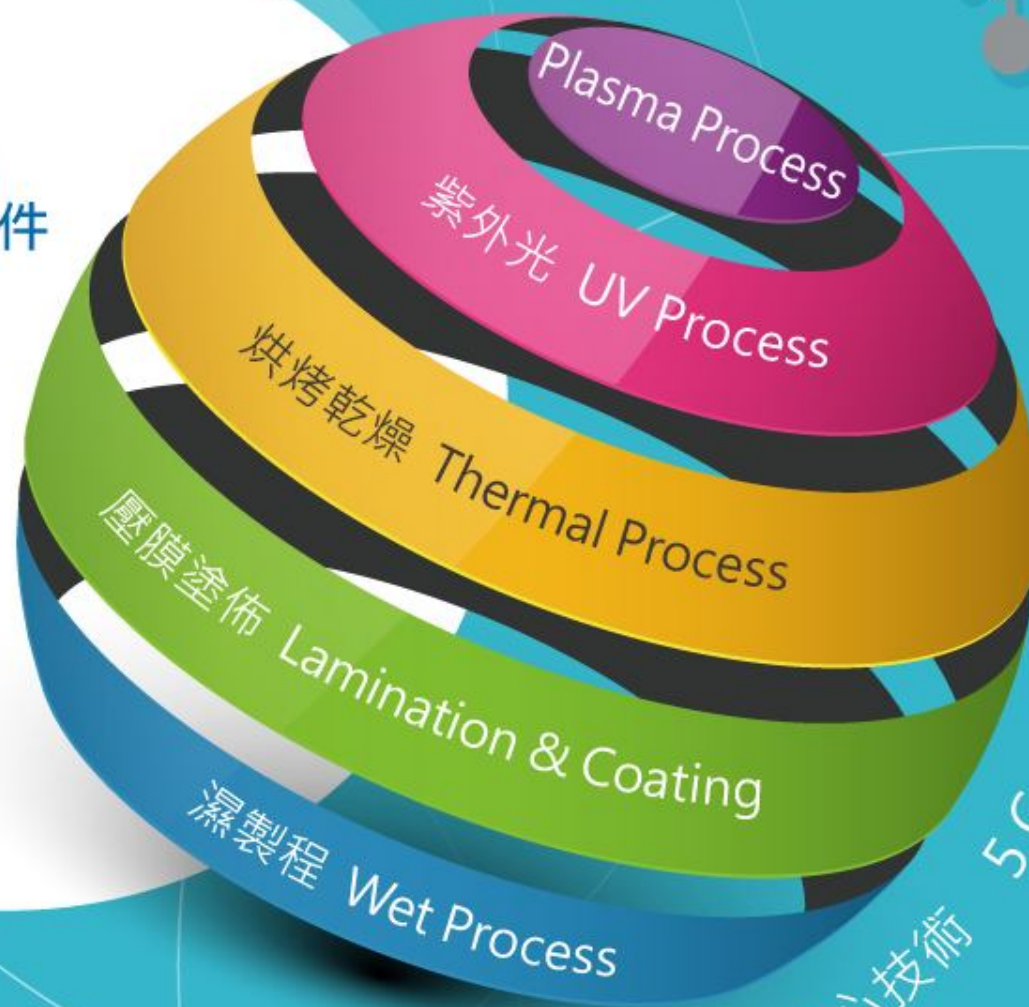 Plasma Process
件
紫外光 UV Process
烘烤乾燥 Thermal Process
壓膜塗佈 Lamination & Coating
濕製程 Wet Process
技術